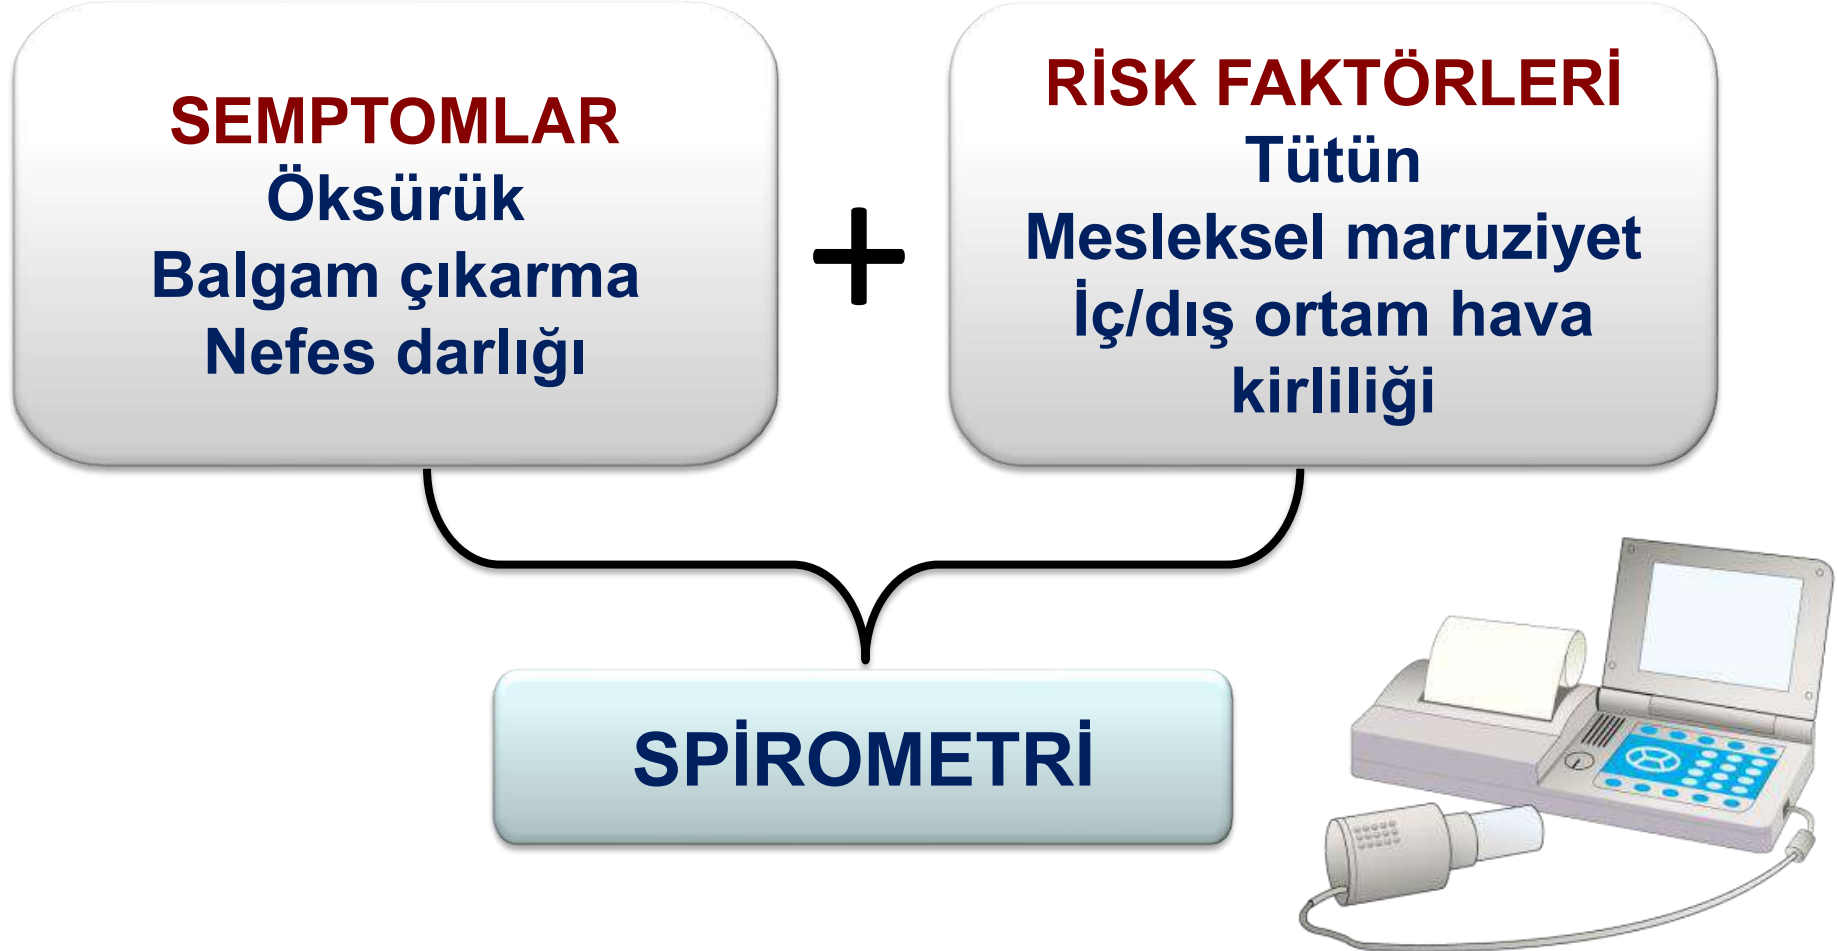 SEMPTOMLAR
Öksürük
Balgam çıkarma
Nefes darlığı
+
RİSK FAKTÖRLERİ
Tütün
Mesleksel maruziyet
İç/dış ortam hava
kirliliği
SPİROMETRİ